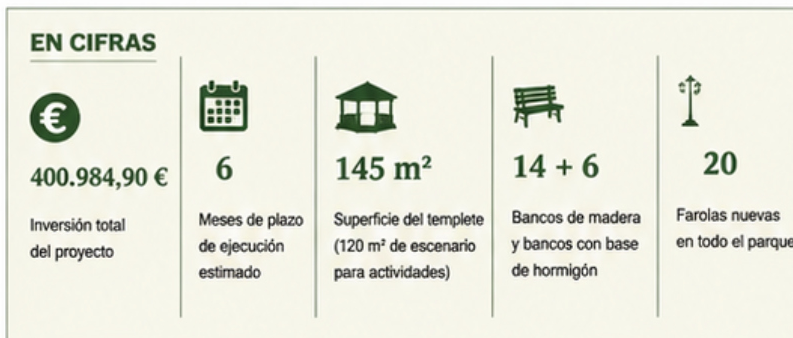 EN CIFRAS
400.984,90 €
Inversión total
del proyecto
6
Meses de plazo
de ejecución
estimado
145 m²
Superficie del templete
(120 m² de escenario
para actividades)
14 + 6
Bancos de madera
y bancos con base
de hormigón
20
Farolas nuevas
en todo el parque